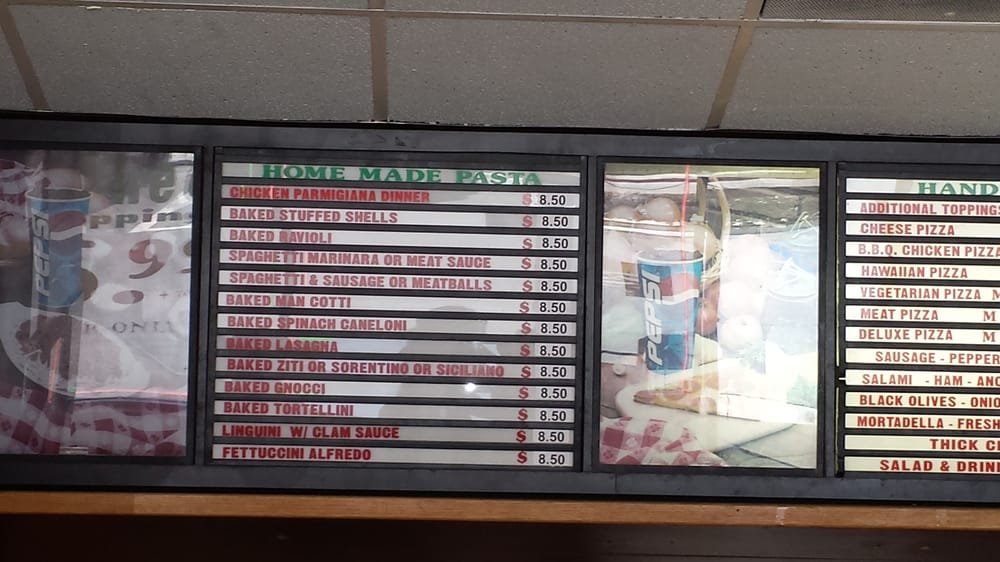 PEPSI
ONLY
HOME MADE PASTA
CHICKEN PARMIGIANA DINNER $ 8.50
BAKED STUFFED SHELLS $ 8.50
BAKED RAVIOLI $ 8.50
SPAGHETTI MARINARA OR MEAT SAUCE $ 8.50
SPAGHETTI & SAUSAGE OR MEATBALLS $ 8.50
BAKED MAN COTTI $ 8.50
BAKED SPINACH CANELONI $ 8.50
BAKED LASAGNA $ 8.50
BAKED ZITI OR SORENTINO OR SICILIANO $ 8.50
BAKED GNOCCI $ 8.50
BAKED TORTELLINI $ 8.50
LINGUINI W/ CLAM SAUCE $ 8.50
FETTUCCINI ALFREDO $ 8.50
PEPSI
HAND
ADDITIONAL TOPPINGS
CHEESE PIZZA
B.B.Q. CHICKEN PIZZA
HAWAIIAN PIZZA
VEGETARIAN PIZZA M
MEAT PIZZA M
DELUXE PIZZA M
SAUSAGE - PEPPER
SALAMI - HAM - ANC
BLACK OLIVES - ONIO
MORTADELLA - FRESH
THICK C
SALAD & DRIN